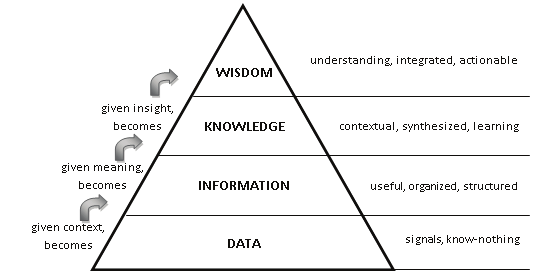 understanding, integrated, actionable
WISDOM
given insight,
becomes
KNOWLEDGE
contextual, synthesized, learning
given meaning,
becomes
INFORMATION
useful, organized, structured
given context,
becomes
DATA
signals, know-nothing